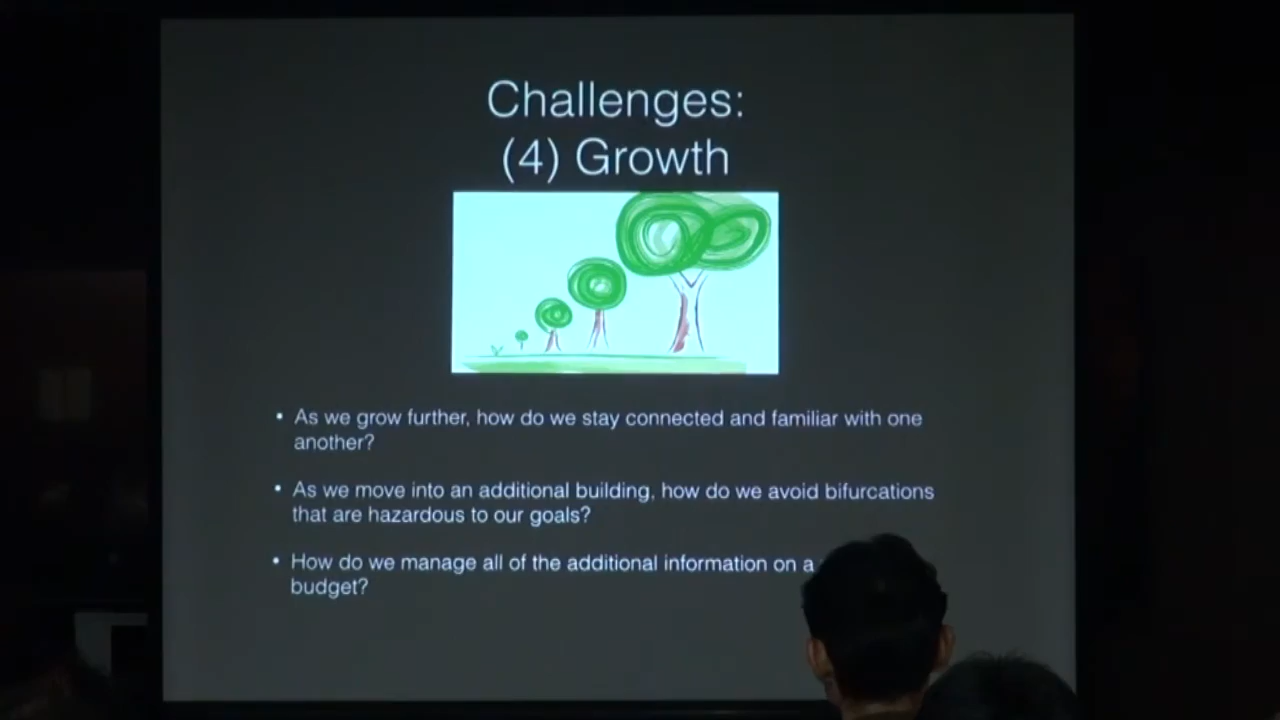 Challenges:
(4) Growth
• As we grow further, how do we stay connected and familiar with one
another?
• As we move into an additional building, how do we avoid bifurcations
that are hazardous to our goals?
• How do we manage all of the additional information on a
budget?